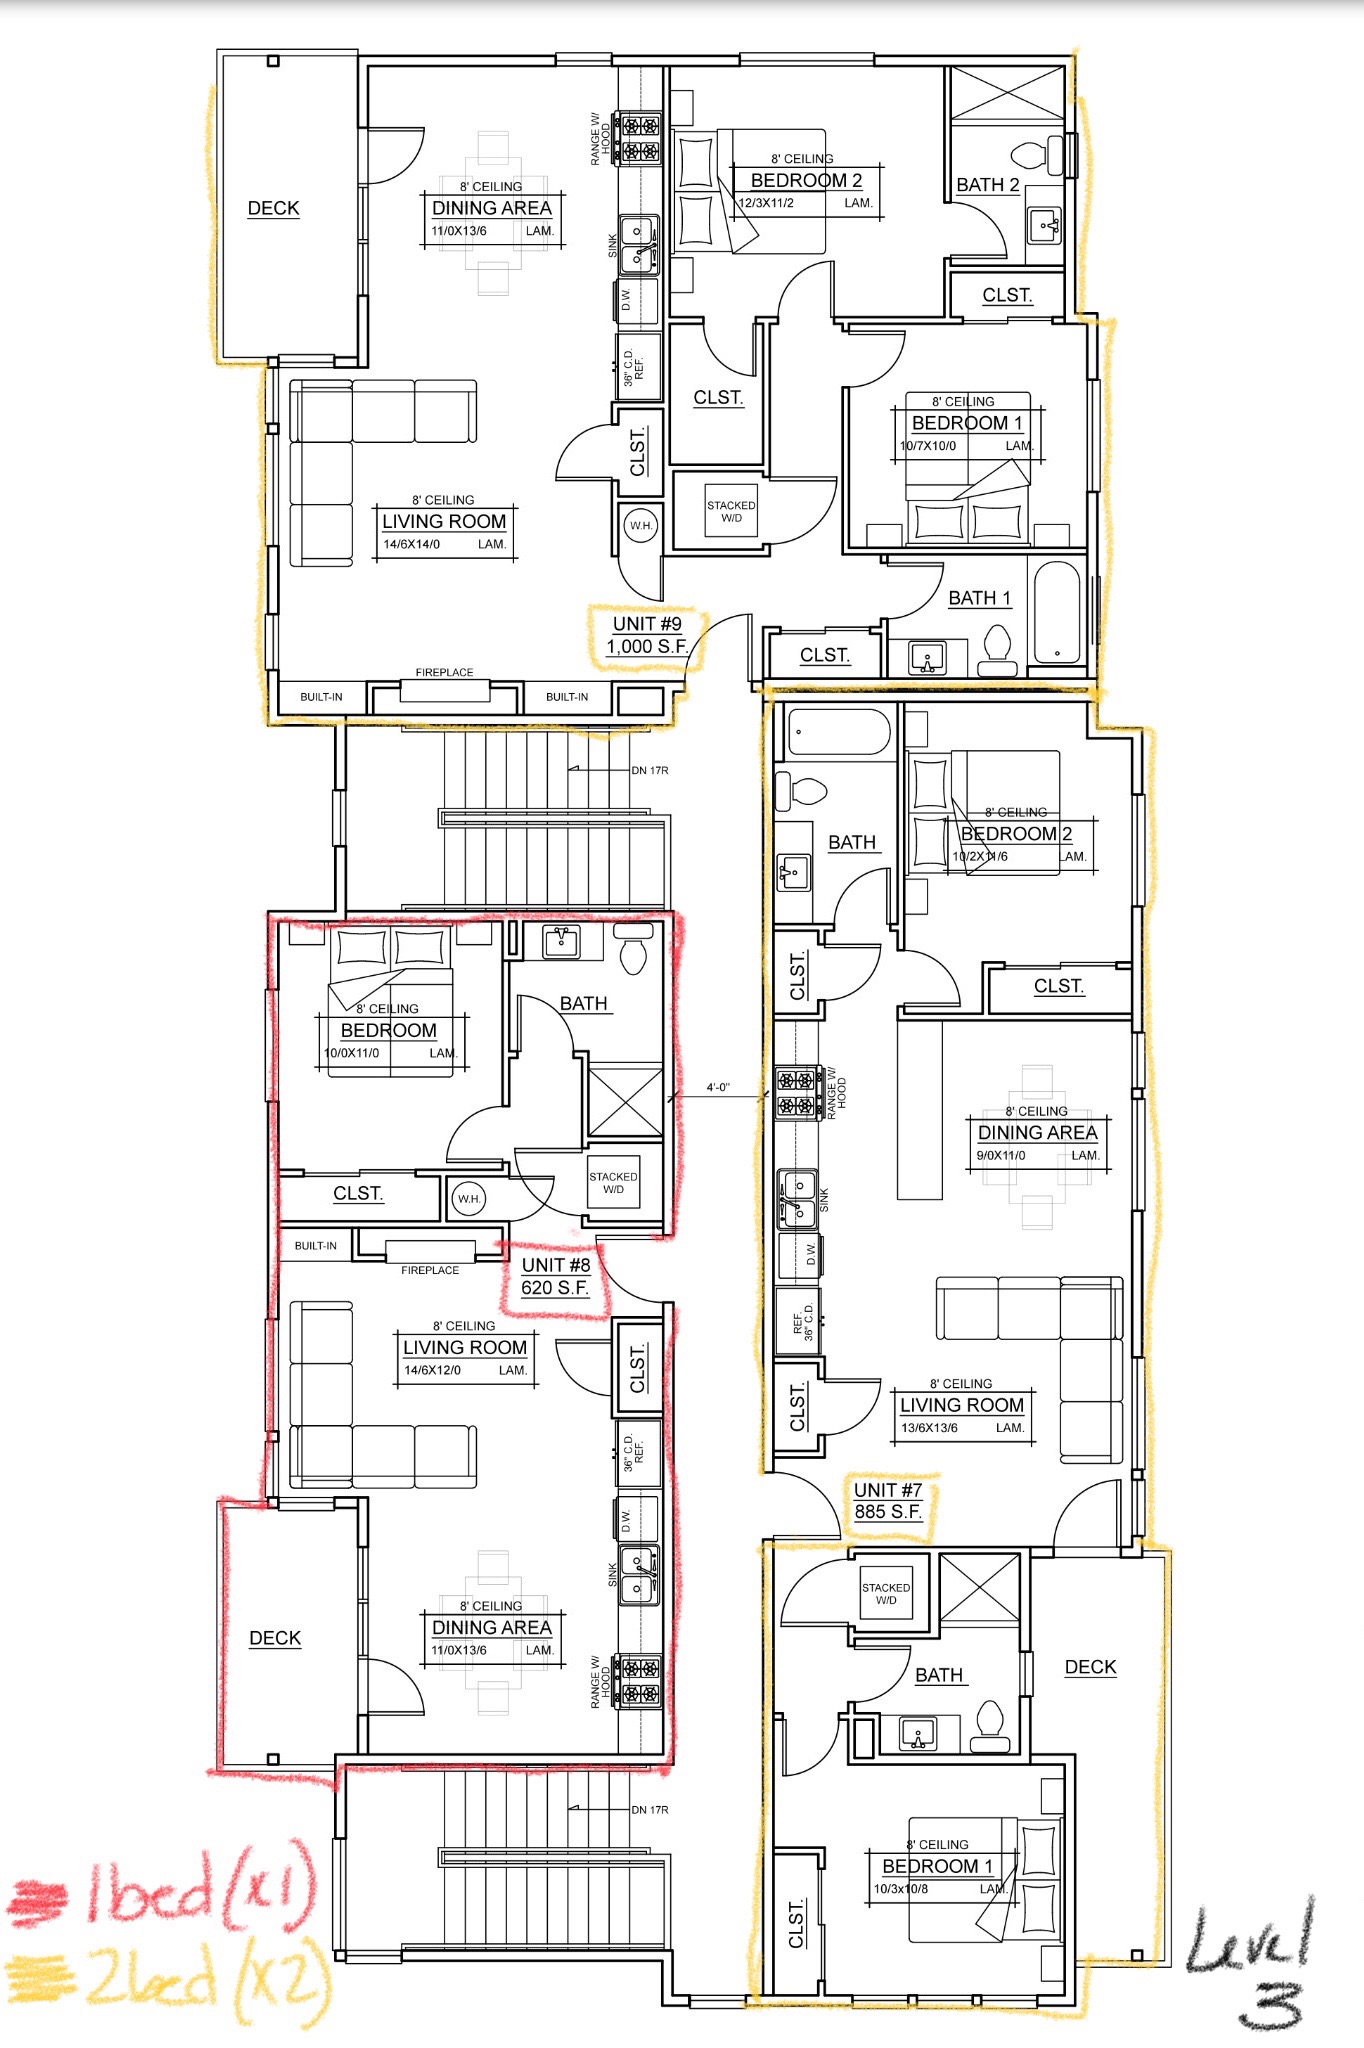 RANGE W/
HOOD
8' CEILING
BEDROOM 2
12/3X11/2 LAM.
BATH 2
8' CEILING
DINING AREA
11/0X13/6 LAM.
DECK
SINK
D.W.
CLST.
36" C.D.
REF.
CLST.
8' CEILING
BEDROOM 1
10/7X10/0 LAM.
CLST.
8' CEILING
LIVING ROOM
14/6X14/0 LAM.
STACKED
W/D
W.H.
BATH 1
UNIT #9
1,000 S.F.
CLST.
FIREPLACE
BUILT-IN
BUILT-IN
DN 17R
8' CEILING
BEDROOM 2
10/2X11/6 LAM.
BATH
CLST.
CLST.
BATH
8' CEILING
BEDROOM
10/0X11/0 LAM.
4'-0"
RANGE W/
HOOD
8' CEILING
DINING AREA
9/0X11/0 LAM.
STACKED
W/D
CLST.
W.H.
SINK
BUILT-IN
FIREPLACE
UNIT #8
620 S.F.
D.W.
REF.
36" C.D.
8' CEILING
LIVING ROOM
14/6X12/0 LAM.
CLST.
CLST.
8' CEILING
LIVING ROOM
13/6X13/6 LAM.
36" C.D.
REF.
UNIT #7
885 S.F.
D.W.
SINK
STACKED
W/D
8' CEILING
DINING AREA
11/0X13/6 LAM.
DECK
RANGE W/
HOOD
BATH
DECK
DN 17R
8' CEILING
BEDROOM 1
10/3x10/8 LAM.
CLST.
1bed (x1)
2bed (x2)
Level
3